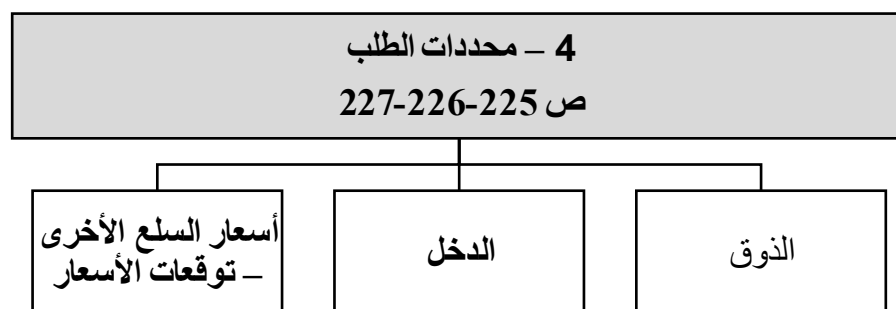 4 – محددات الطلب
ص 225-226-227
الذوق
الدخل
أسعار السلع الأخرى
– توقعات الأسعار